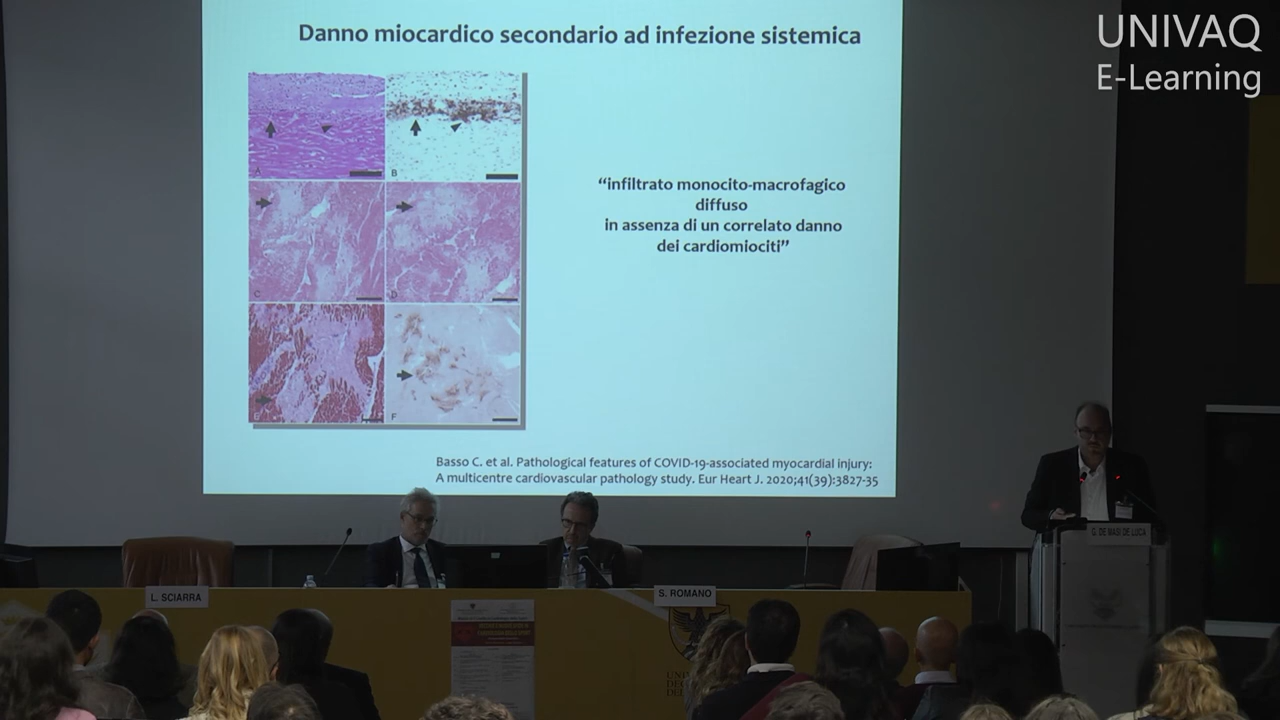 Danno miocardico secondario ad infezione sistemica
UNIVAQ
E-Learning
A
B
C
D
E
F
“infiltrato monocito-macrofagico
diffuso
in assenza di un correlato danno
dei cardiomiociti”
Basso C. et al. Pathological features of COVID-19-associated myocardial injury:
A multicentre cardiovascular pathology study. Eur Heart J. 2020;41(39):3827-35
G. DE MASI DE LUCA
L. SCIARRA
S. ROMANO